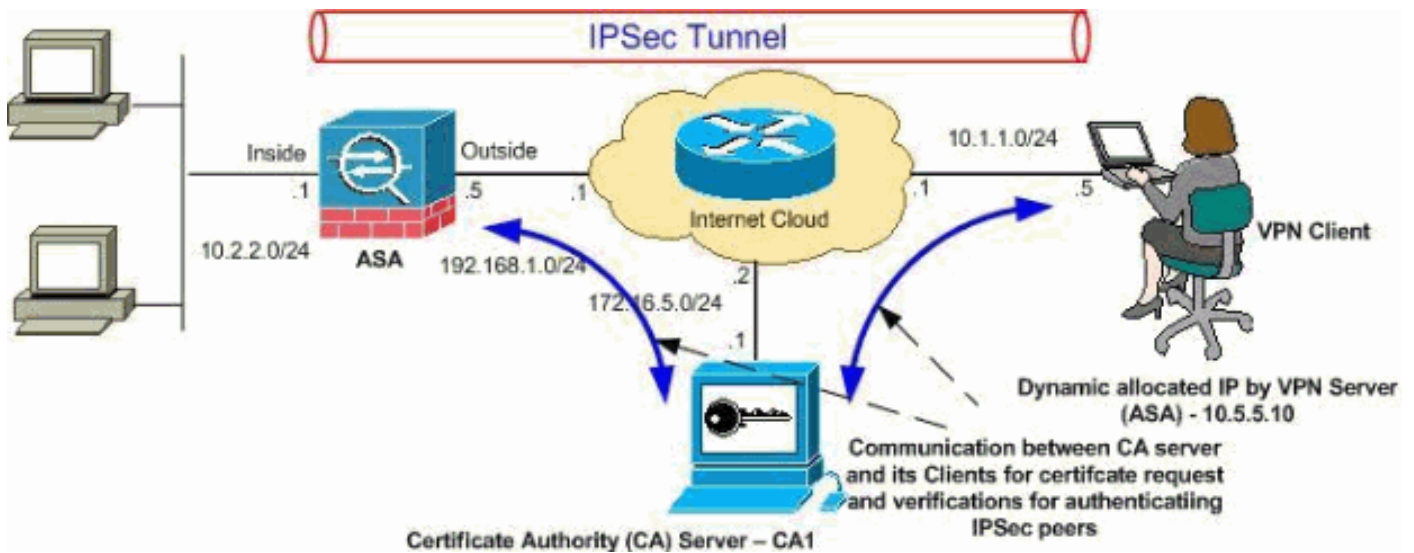 IPSec Tunnel
Inside
Outside
.1
.5
.1
10.2.2.0/24
ASA
192.168.1.0/24
Internet Cloud
10.1.1.0/24
.1
.5
VPN Client
.2
172.16.5.0/24
.1
Dynamic allocated IP by VPN Server
(ASA) - 10.5.5.10
Communication between CA server
and its Clients for certifcate request
and verifications for authenticatiing
IPSec peers
Certificate Authority (CA) Server – CA1